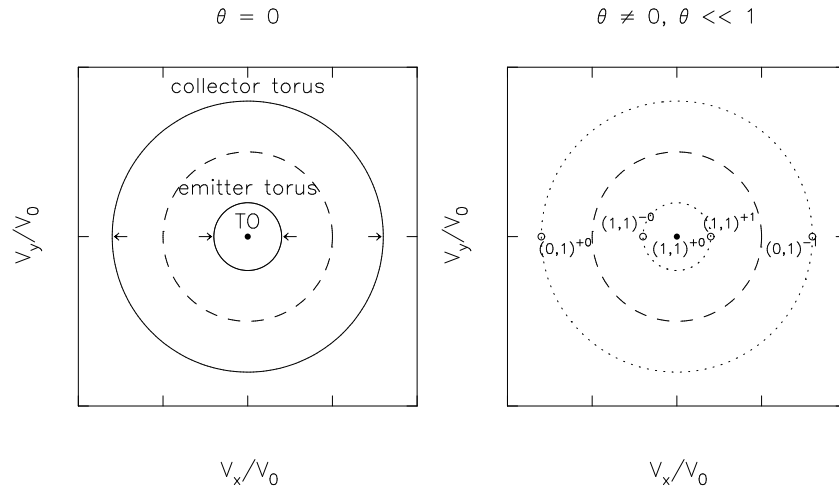 θ = 0
collector torus
emitter torus
T0
V_y/V_0
V_x/V_0
θ ≠ 0, θ << 1
(1,1)^{-0}
(1,1)^{+1}
(0,1)^{+0}
(1,1)^{+0}
(0,1)^{-1}
V_y/V_0
V_x/V_0